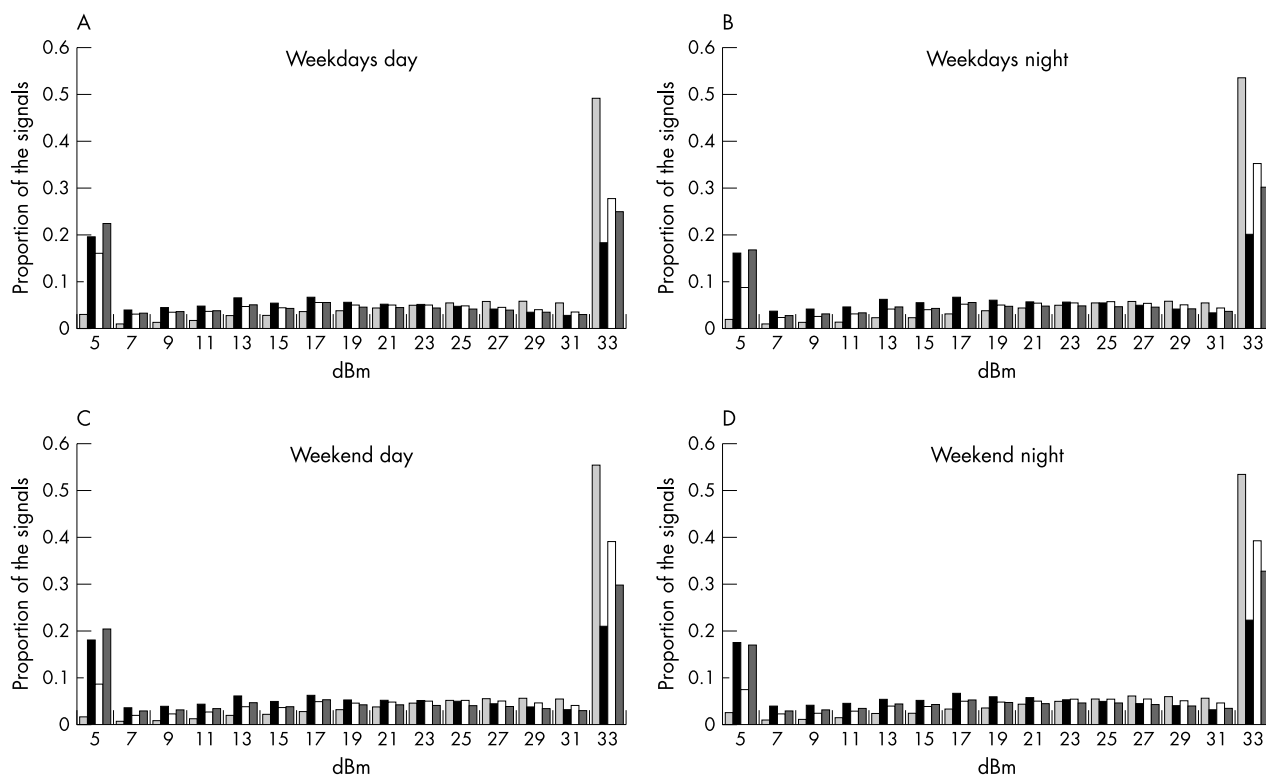 A
Weekdays day
Proportion of the signals
0.6
0.5
0.4
0.3
0.2
0.1
0
5 7 9 11 13 15 17 19 21 23 25 27 29 31 33
dBm
B
Weekdays night
Proportion of the signals
0.6
0.5
0.4
0.3
0.2
0.1
0
5 7 9 11 13 15 17 19 21 23 25 27 29 31 33
dBm
C
Weekend day
Proportion of the signals
0.6
0.5
0.4
0.3
0.2
0.1
0
5 7 9 11 13 15 17 19 21 23 25 27 29 31 33
dBm
D
Weekend night
Proportion of the signals
0.6
0.5
0.4
0.3
0.2
0.1
0
5 7 9 11 13 15 17 19 21 23 25 27 29 31 33
dBm